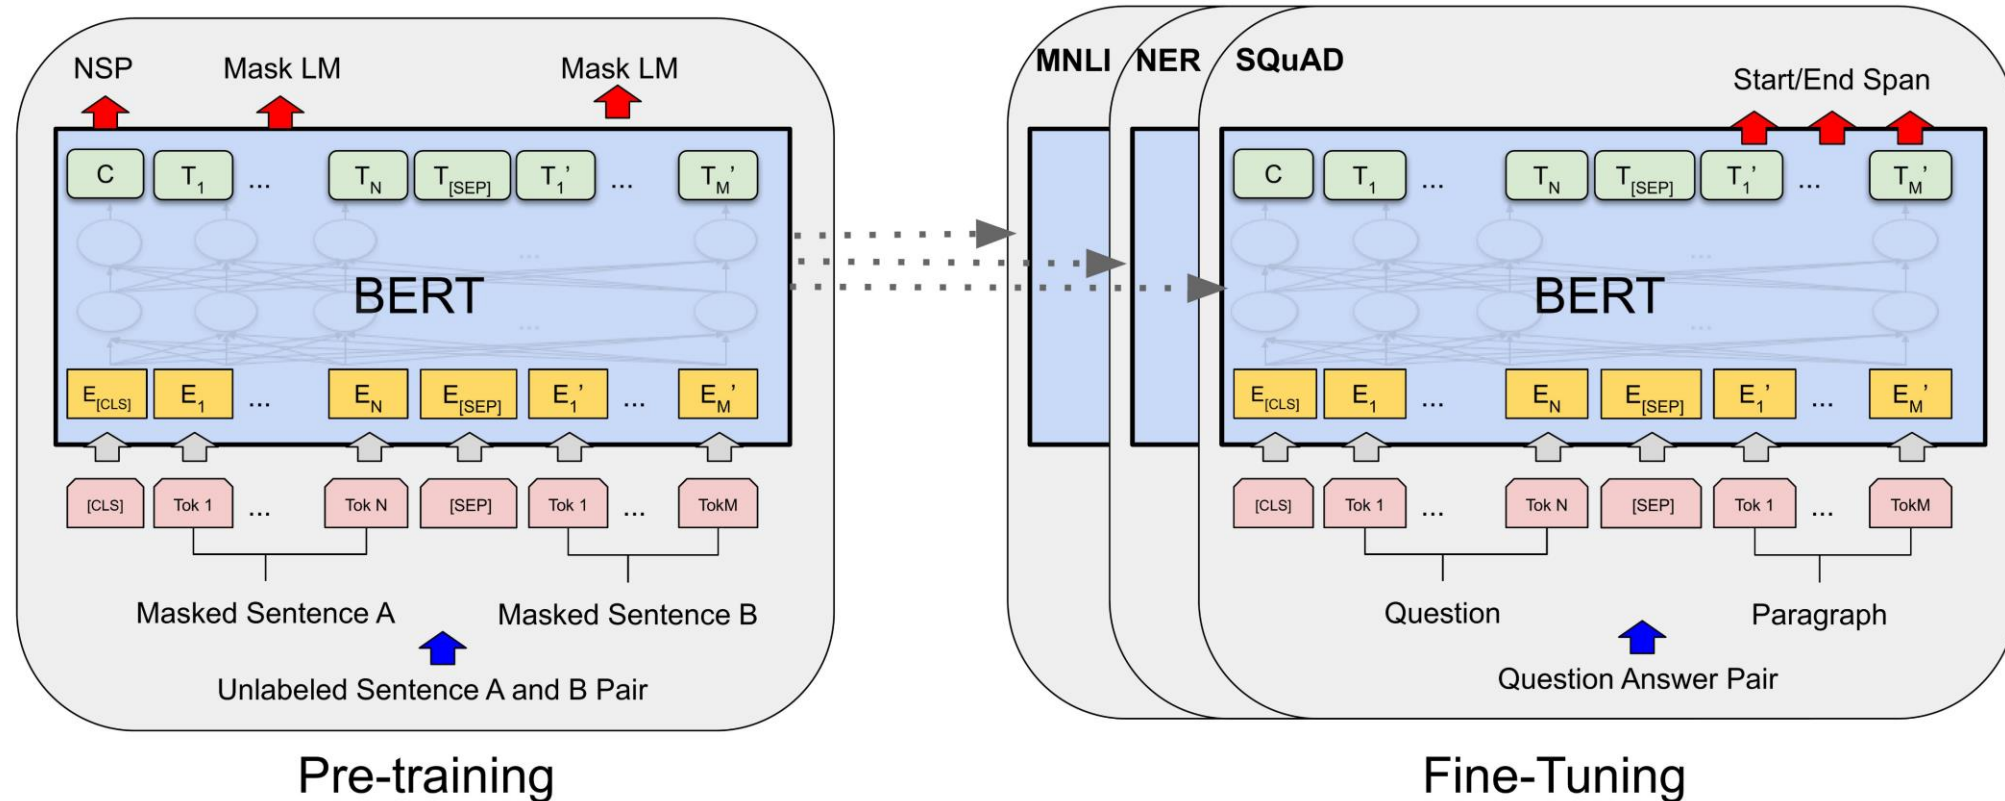 NSP Mask LM Mask LM
C T1 ... TN T[SEP] T1’ ... TM’
...
BERT
...
E[CLS] E1 ... EN E[SEP] E1’ ... EM’
[CLS] Tok 1 ... Tok N [SEP] Tok 1 ... TokM
Masked Sentence A Masked Sentence B
Unlabeled Sentence A and B Pair
Pre-training
MNLI NER SQuAD
Start/End Span
C T1 ... TN T[SEP] T1’ ... TM’
...
BERT
...
E[CLS] E1 ... EN E[SEP] E1’ ... EM’
[CLS] Tok 1 ... Tok N [SEP] Tok 1 ... TokM
Question Paragraph
Question Answer Pair
Fine-Tuning